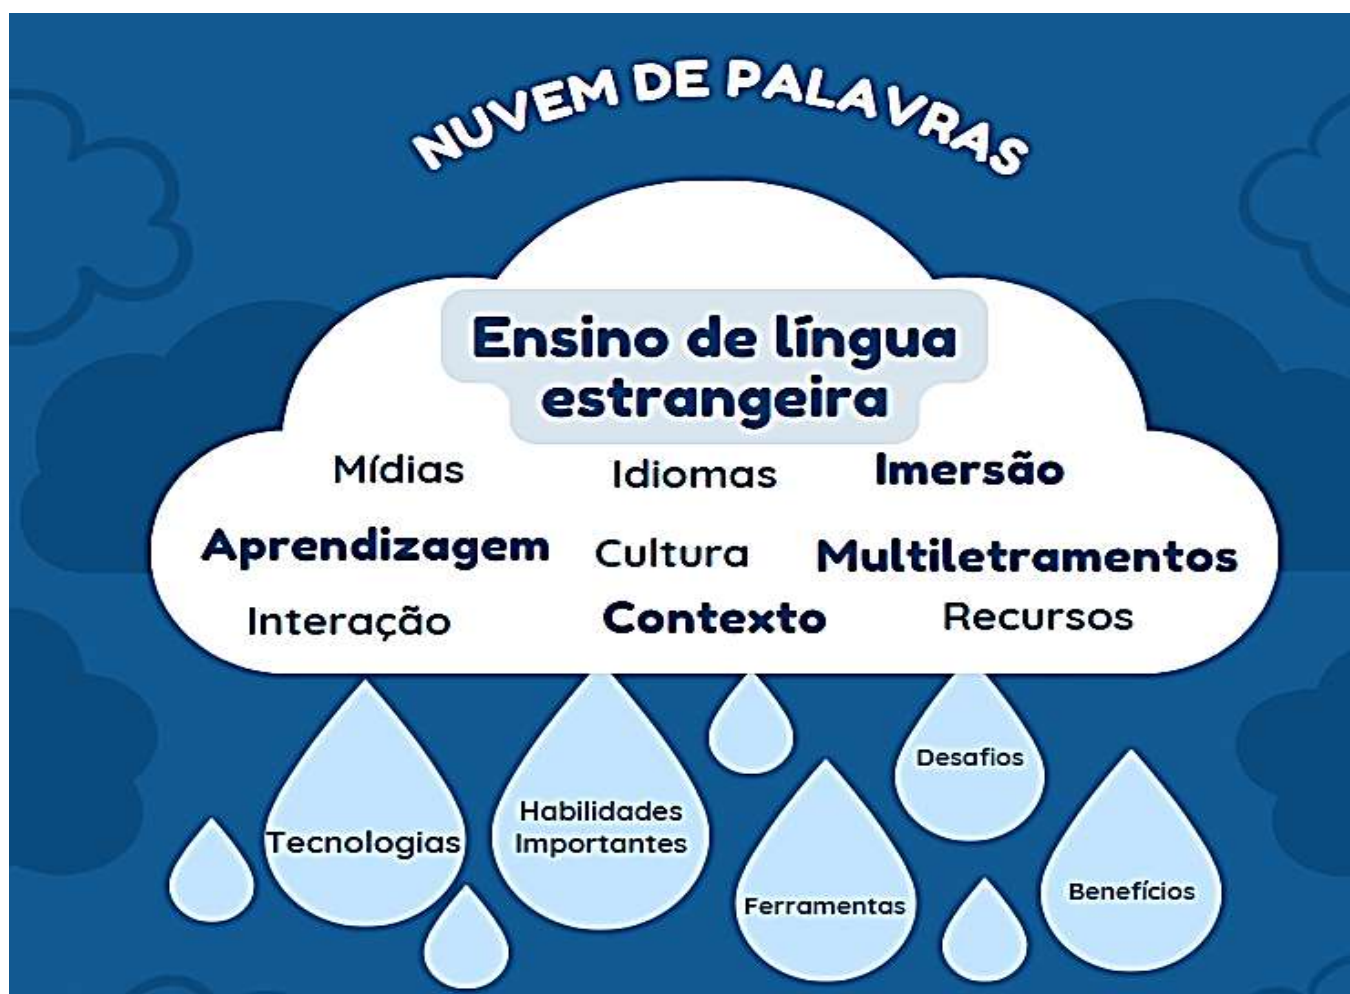 NUVEM DE PALAVRAS
Ensino de língua
estrangeira
Mídias Idiomas Imersão
Aprendizagem Cultura Multiletramentos
Interação Contexto Recursos
Desafios
Habilidades
Importantes
Tecnologias
Ferramentas
Benefícios